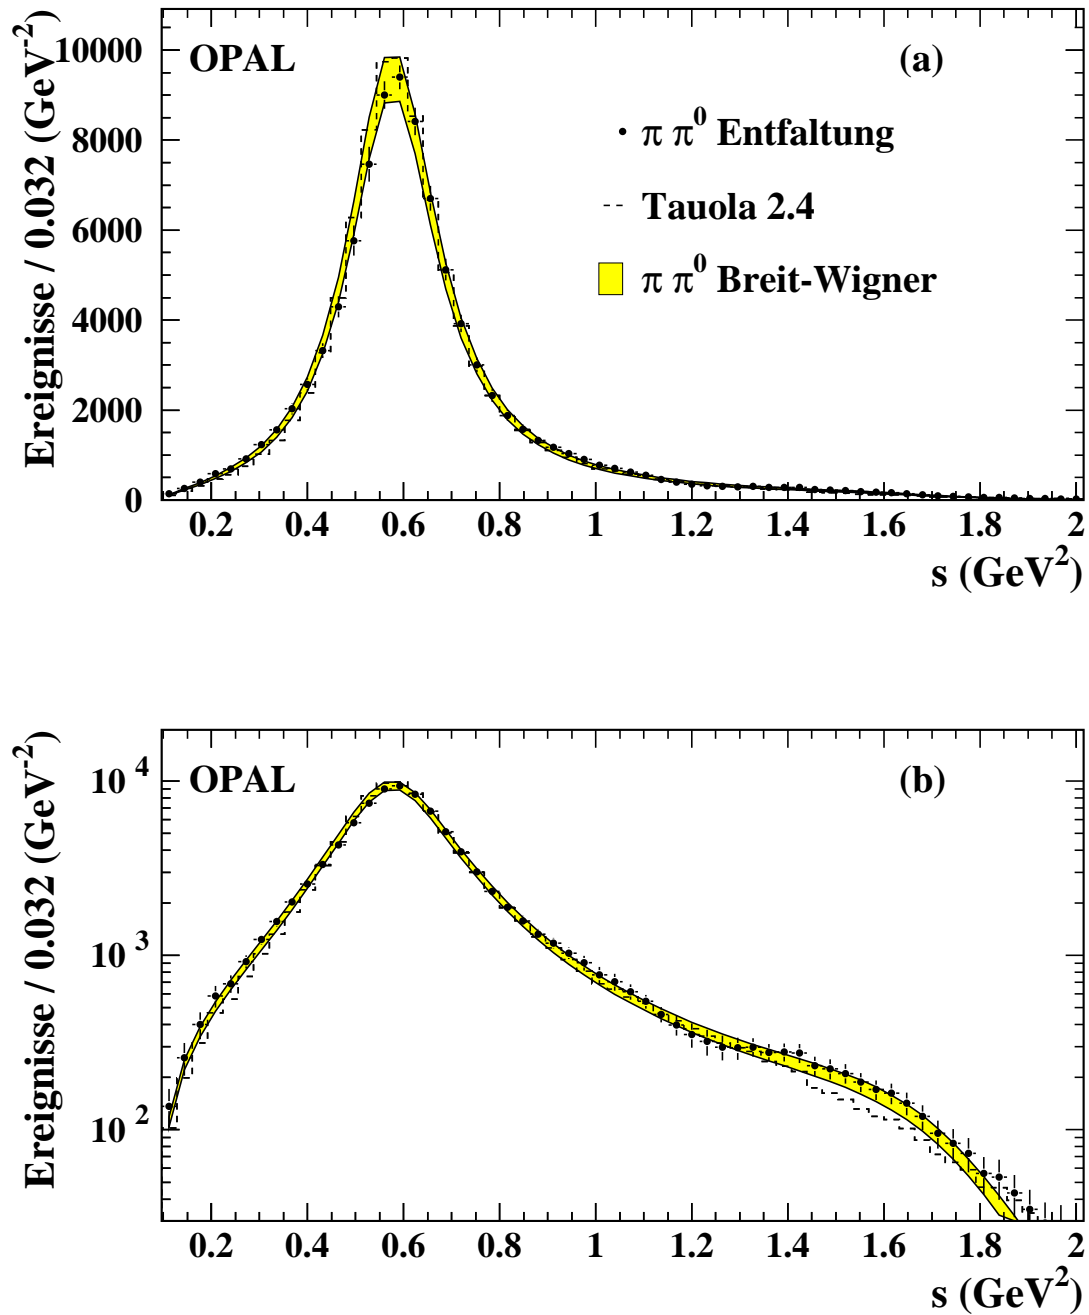 Ereignisse / 0.032 (GeV⁻²)
10000
8000
6000
4000
2000
0
OPAL
(a)
π π⁰ Entfaltung
Tauola 2.4
π π⁰ Breit-Wigner
0.2 0.4 0.6 0.8 1 1.2 1.4 1.6 1.8 2
s (GeV²)
Ereignisse / 0.032 (GeV⁻²)
10⁴
10³
10²
OPAL
(b)
0.2 0.4 0.6 0.8 1 1.2 1.4 1.6 1.8 2
s (GeV²)